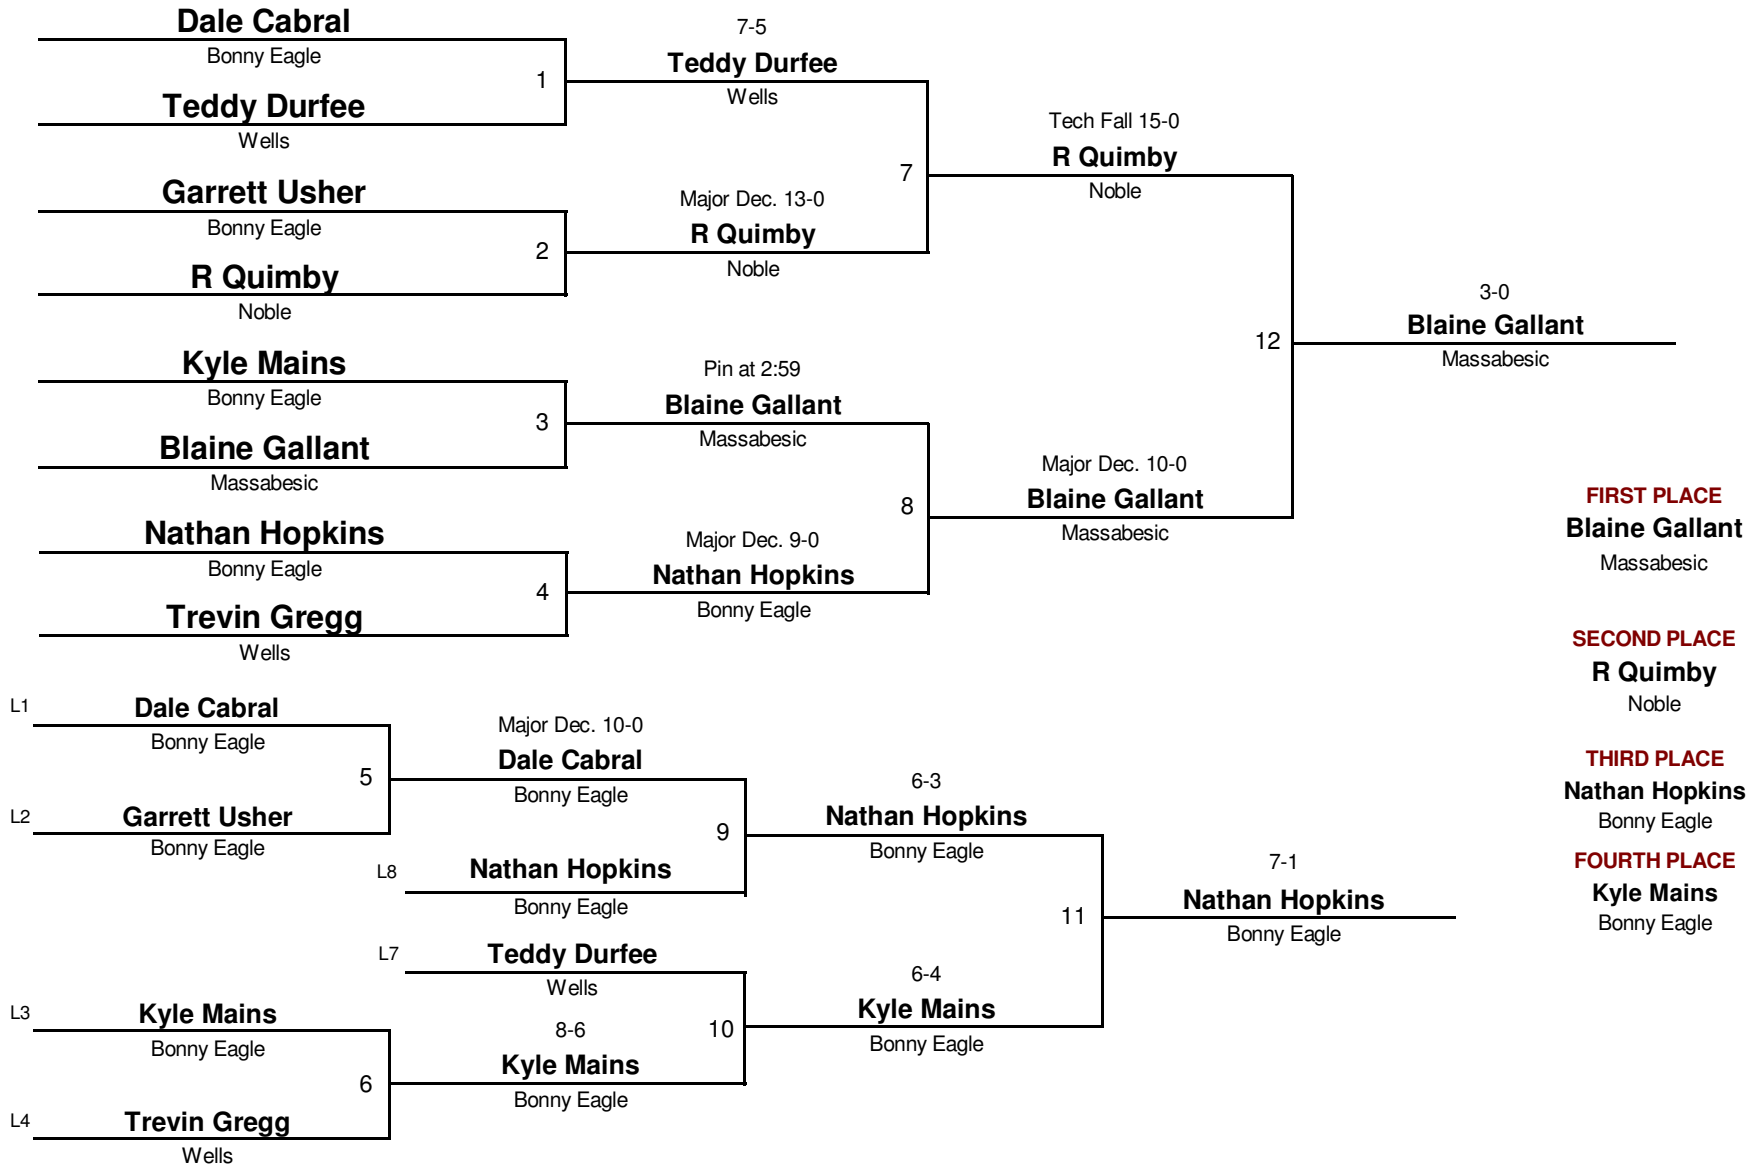 Dale Cabral
Bonny Eagle
1
Teddy Durfee
Wells
7-5
Teddy Durfee
Wells
Garrett Usher
Bonny Eagle
2
R Quimby
Noble
Major Dec. 13-0
R Quimby
Noble
7
Tech Fall 15-0
R Quimby
Noble
Kyle Mains
Bonny Eagle
3
Blaine Gallant
Massabesic
Pin at 2:59
Blaine Gallant
Massabesic
Nathan Hopkins
Bonny Eagle
4
Trevin Gregg
Wells
Major Dec. 9-0
Nathan Hopkins
Bonny Eagle
8
Major Dec. 10-0
Blaine Gallant
Massabesic
12
3-0
Blaine Gallant
Massabesic
L1
Dale Cabral
Bonny Eagle
5
L2
Garrett Usher
Bonny Eagle
Major Dec. 10-0
Dale Cabral
Bonny Eagle
9
L8
Nathan Hopkins
Bonny Eagle
6-3
Nathan Hopkins
Bonny Eagle
L7
Teddy Durfee
Wells
10
L3
Kyle Mains
Bonny Eagle
6
L4
Trevin Gregg
Wells
8-6
Kyle Mains
Bonny Eagle
6-4
Kyle Mains
Bonny Eagle
11
7-1
Nathan Hopkins
Bonny Eagle
FIRST PLACE
Blaine Gallant
Massabesic
SECOND PLACE
R Quimby
Noble
THIRD PLACE
Nathan Hopkins
Bonny Eagle
FOURTH PLACE
Kyle Mains
Bonny Eagle